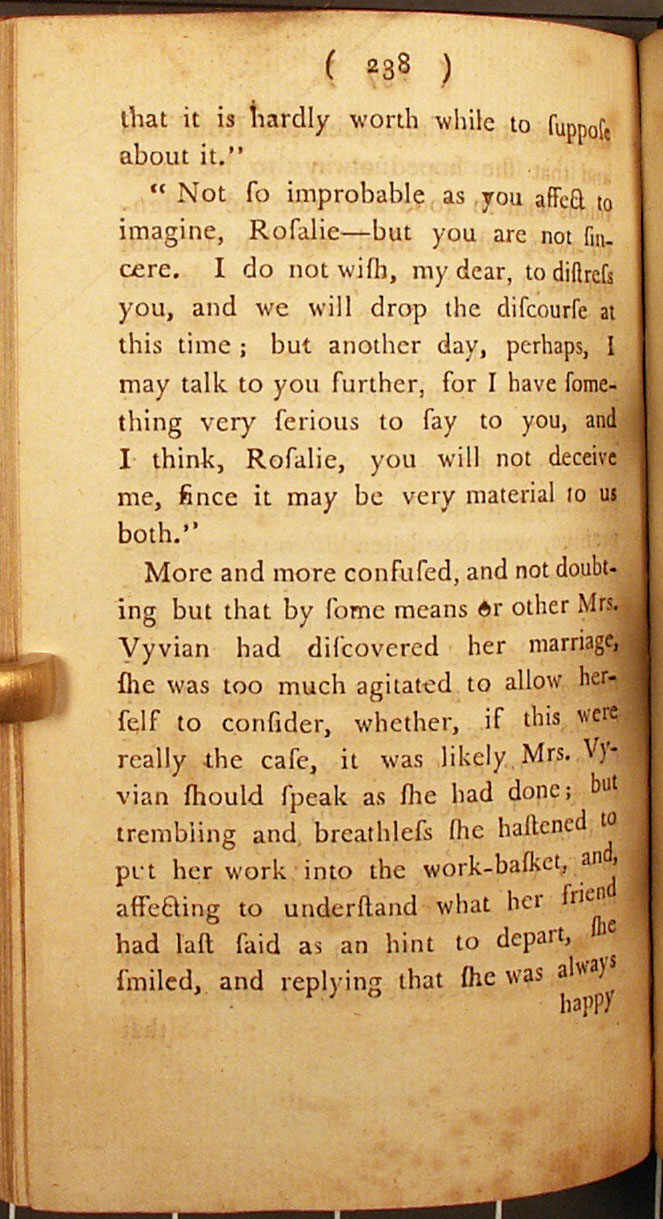 ( 238 )
that it is hardly worth while to ſuppoſe
about it."
" Not ſo improbable as you affect to
imagine, Roſalie—but you are not ſin-
cere. I do not wiſh, my dear, to diſtreſs
you, and we will drop the diſcourſe at
this time ; but another day, perhaps, I
may talk to you further, for I have ſome-
thing very ſerious to ſay to you, and
I think, Roſalie, you will not deceive
me, ſince it may be very material to us
both."
More and more confuſed, and not doubt-
ing but that by ſome means or other Mrs.
Vyvian had diſcovered her marriage,
ſhe was too much agitated to allow her-
ſelf to conſider, whether, if this were
really the caſe, it was likely Mrs. Vy-
vian ſhould ſpeak as ſhe had done; but
trembling and breathleſs ſhe haſtened to
put her work into the work-baſket, and,
affecting to underſtand what her friend
had laſt ſaid as an hint to depart, ſhe
ſmiled, and replying that ſhe was always
happy